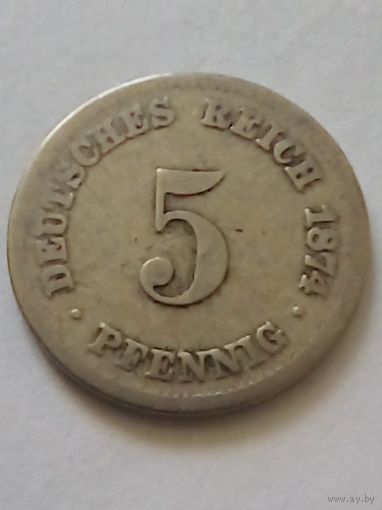 DEUTSCHES REICH 1874
5
· PFENNIG ·
www.ay.by